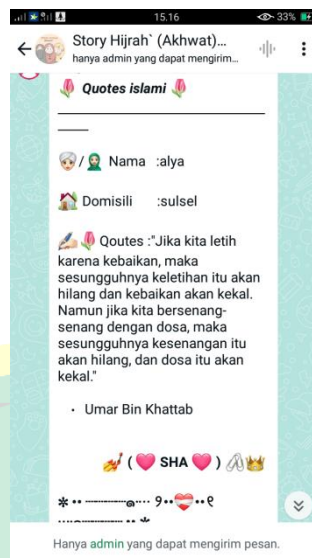 15.16
33%
Story Hijrah` (Akhwat)...
hanya admin yang dapat mengirim...
Quotes islami
/ Nama :alya
Domisili :sulsel
Qoutes :"Jika kita letih
karena kebaikan, maka
sesungguhnya keletihan itu akan
hilang dan kebaikan akan kekal.
Namun jika kita bersenang-
senang dengan dosa, maka
sesungguhnya kesenangan itu
akan hilang, dan dosa itu akan
kekal."
• Umar Bin Khattab
( SHA )
Hanya admin yang dapat mengirim pesan.